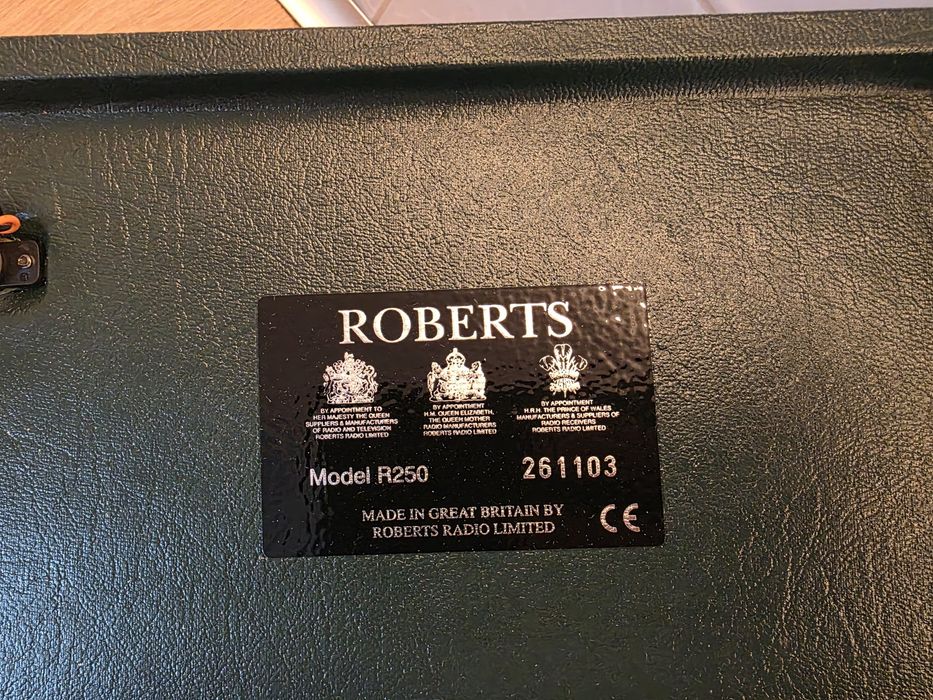 ROBERTS
BY APPOINTMENT TO
HER MAJESTY THE QUEEN
SUPPLIERS & MANUFACTURERS
OF RADIO AND TELEVISION
ROBERTS RADIO LIMITED
BY APPOINTMENT
H.M. QUEEN ELIZABETH,
THE QUEEN MOTHER
RADIO MANUFACTURERS
ROBERTS RADIO LIMITED
BY APPOINTMENT
H.R.H. THE PRINCE OF WALES
MANUFACTURERS & SUPPLIERS OF
RADIO RECEIVERS
ROBERTS RADIO LIMITED
Model R250
261103
MADE IN GREAT BRITAIN BY
ROBERTS RADIO LIMITED
CE